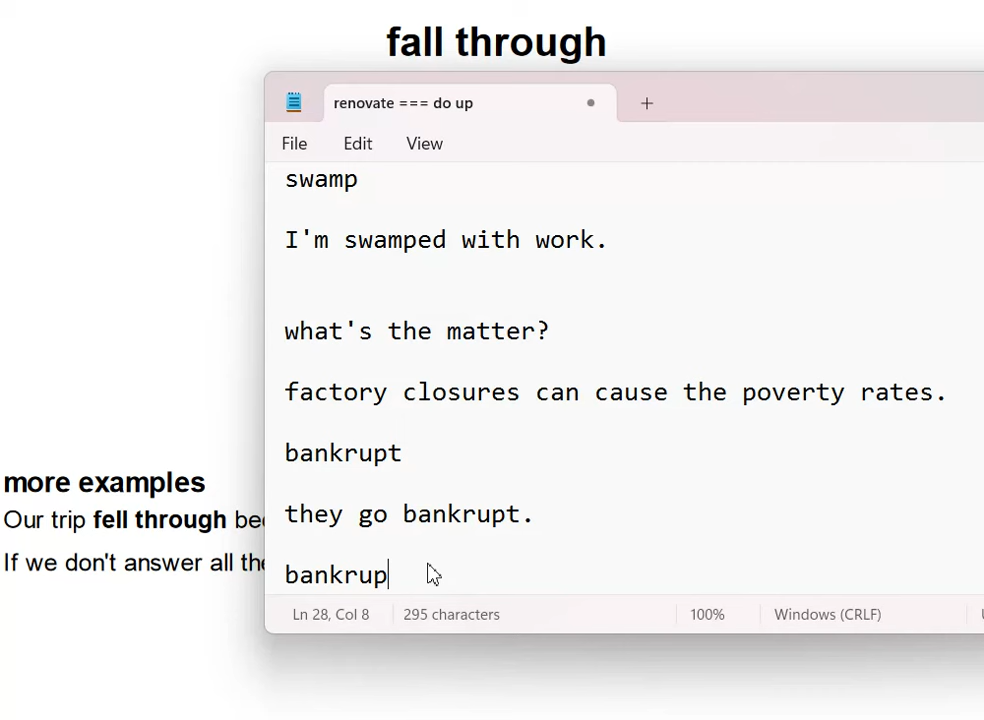 fall through
renovate === do up
File Edit View
swamp
I'm swamped with work.
what's the matter?
factory closures can cause the poverty rates.
bankrupt
they go bankrupt.
bankrup
Ln 28, Col 8 295 characters 100% Windows (CRLF)
more examples
Our trip fell through
If we don't answer all the